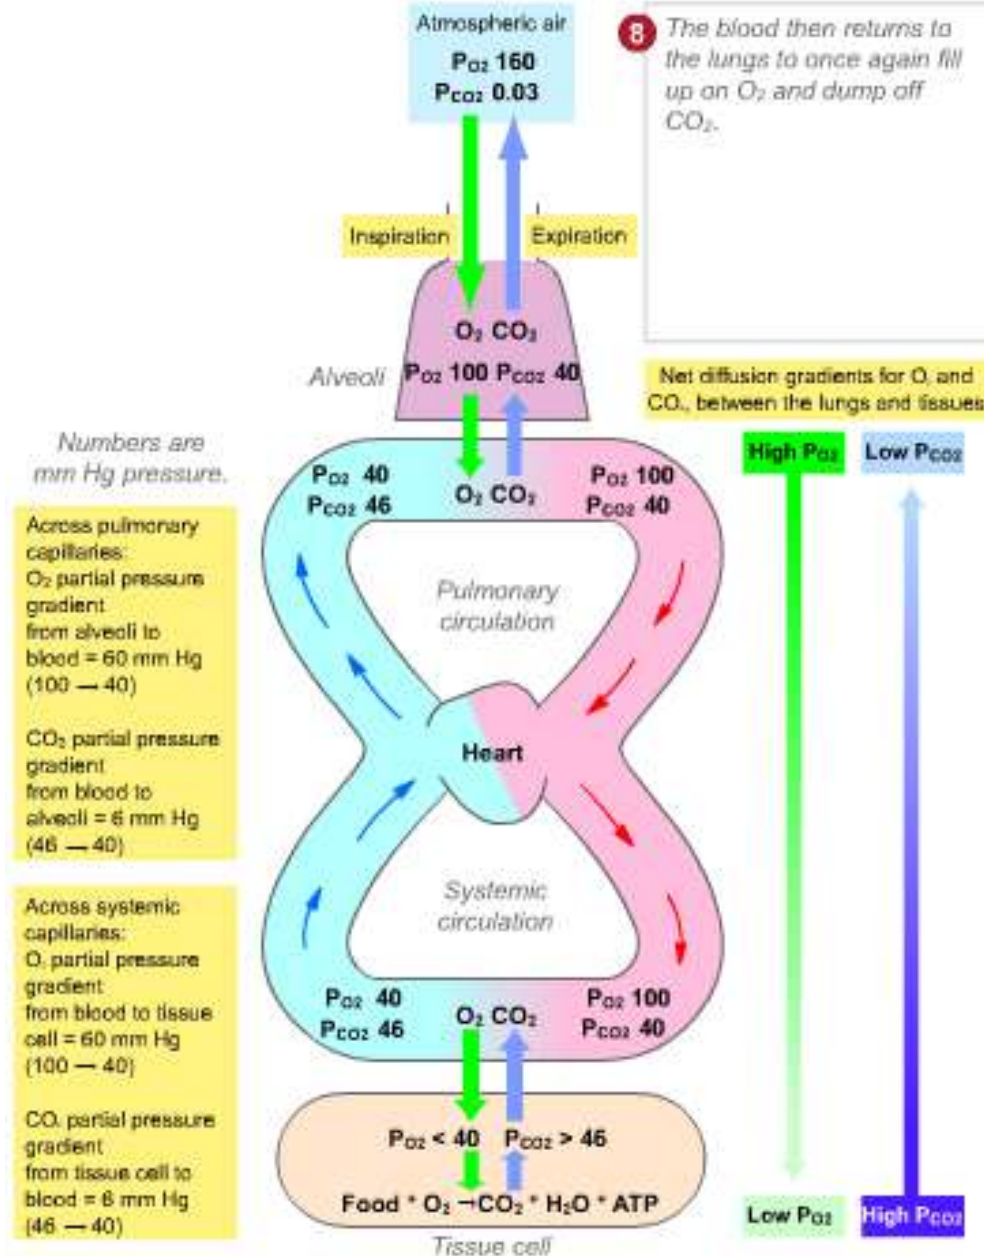 Atmospheric air
PO₂ 160
PCO₂ 0.03
8 The blood then returns to
the lungs to once again fill
up on O₂ and dump off
CO₂.
Inspiration
Expiration
O₂ CO₂
Alveoli
PO₂ 100 PCO₂ 40
Net diffusion gradients for O, and
CO., between the lungs and tissues
High PO₂
Low PCO₂
Numbers are
mm Hg pressure.
PO₂ 40
PCO₂ 46
O₂ CO₂
PO₂ 100
PCO₂ 40
Across pulmonary
capillaries:
O₂ partial pressure
gradient
from alveoli to
blood = 60 mm Hg
(100 → 40)
CO₂ partial pressure
gradient
from blood to
alveoli = 6 mm Hg
(46 → 40)
Pulmonary
circulation
Heart
Systemic
circulation
Across systemic
capillaries:
O, partial pressure
gradient
from blood to tissue
cell = 60 mm Hg
(100 → 40)
CO. partial pressure
gradient
from tissue cell to
blood = 6 mm Hg
(46 → 40)
PO₂ 40
PCO₂ 46
O₂ CO₂
PO₂ 100
PCO₂ 40
PO₂ < 40 PCO₂ > 46
Food * O₂ →CO₂ * H₂O * ATP
Tissue cell
Low PO₂
High PCO₂